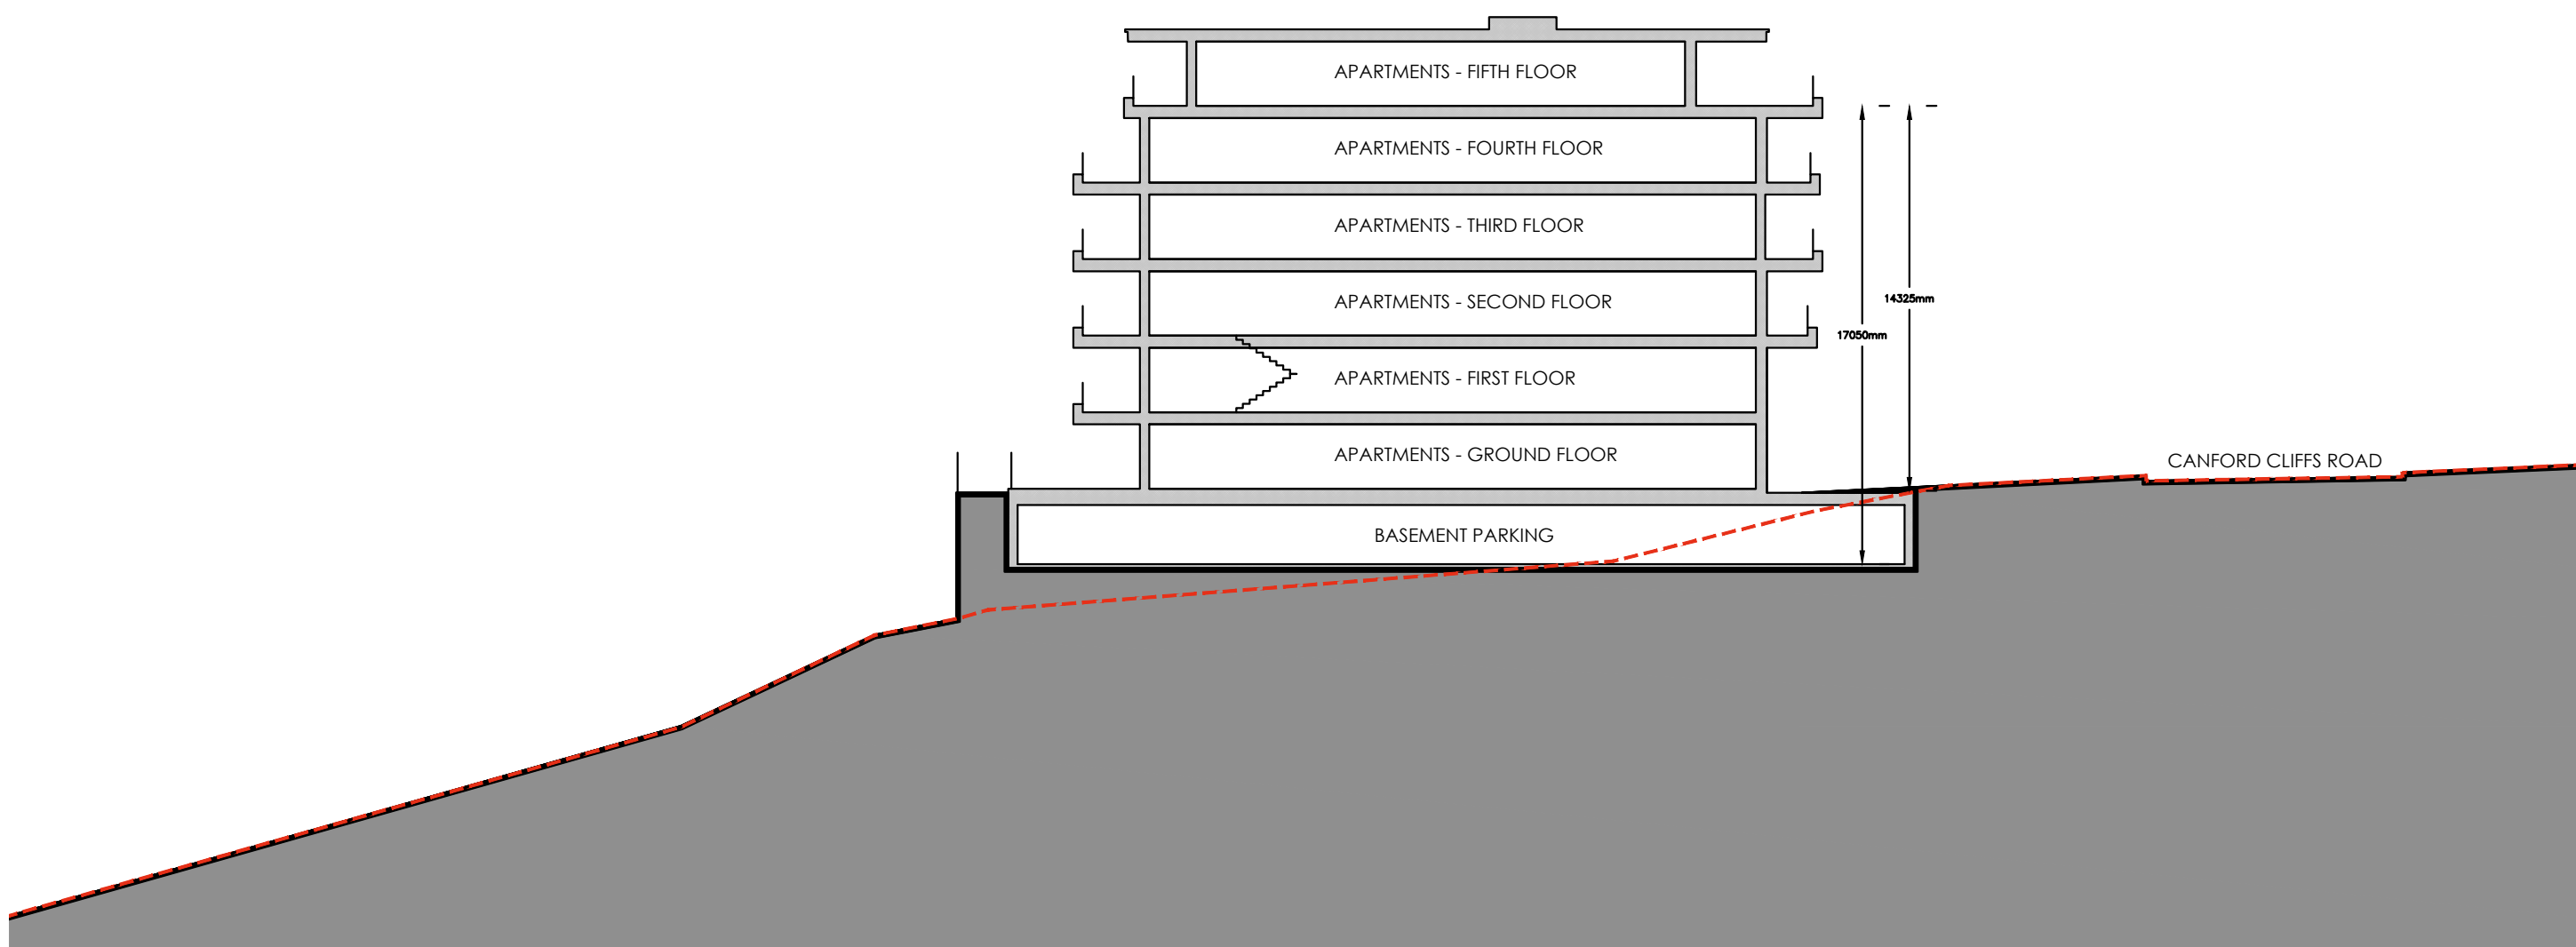 APARTMENTS - FIFTH FLOOR
APARTMENTS - FOURTH FLOOR
APARTMENTS - THIRD FLOOR
APARTMENTS - SECOND FLOOR
14325mm
17050mm
APARTMENTS - FIRST FLOOR
APARTMENTS - GROUND FLOOR
CANFORD CLIFFS ROAD
BASEMENT PARKING